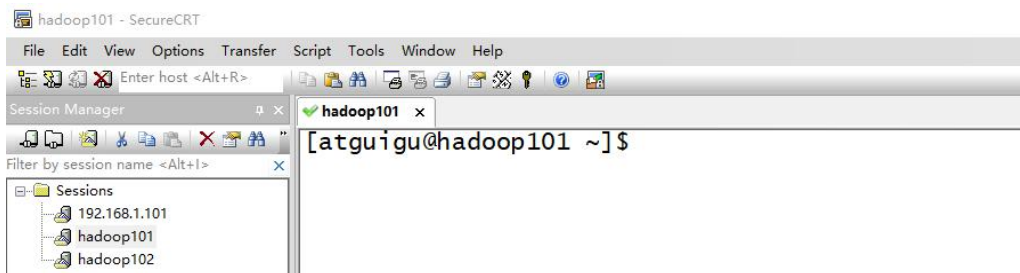 hadoop101 - SecureCRT
File Edit View Options Transfer Script Tools Window Help
Enter host <Alt+R>
Session Manager
hadoop101
[atguigu@hadoop101 ~]$
Filter by session name <Alt+I>
Sessions
192.168.1.101
hadoop101
hadoop102